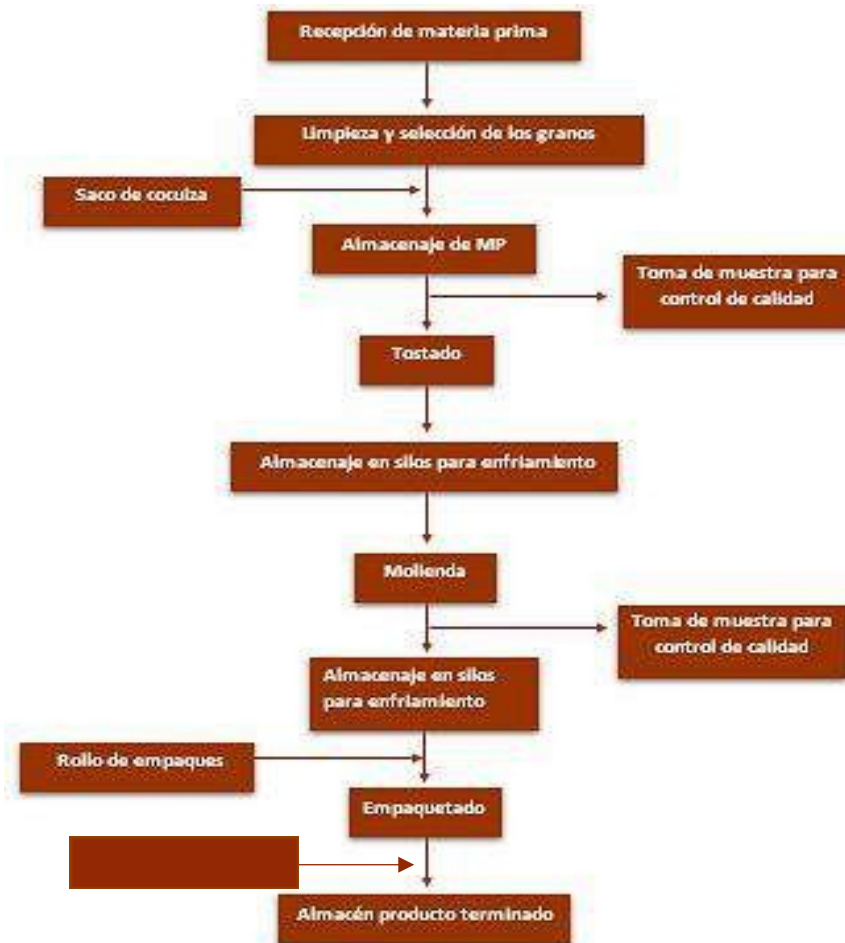 Recepción de materia prima
Limpieza y selección de los granos
Saco de cocuiza
Almacenaje de MP
Toma de muestra para
control de calidad
Tostado
Almacenaje en silos para enfriamiento
Molienda
Toma de muestra para
control de calidad
Almacenaje en silos
para enfriamiento
Rollo de empaques
Empaquetado
Almacén producto terminado